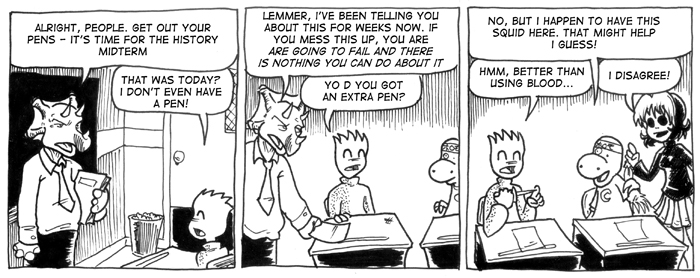 ALRIGHT, PEOPLE. GET OUT YOUR
PENS - IT'S TIME FOR THE HISTORY
MIDTERM
THAT WAS TODAY?
I DON'T EVEN HAVE
A PEN!
LEMMER, I'VE BEEN TELLING YOU
ABOUT THIS FOR WEEKS NOW. IF
YOU MESS THIS UP, YOU ARE
ARE GOING TO FAIL AND THERE
IS NOTHING YOU CAN DO ABOUT IT
YO D YOU GOT
AN EXTRA PEN?
NO, BUT I HAPPEN TO HAVE THIS
SQUID HERE. THAT MIGHT HELP
I GUESS!
HMM, BETTER THAN
USING BLOOD...
I DISAGREE!